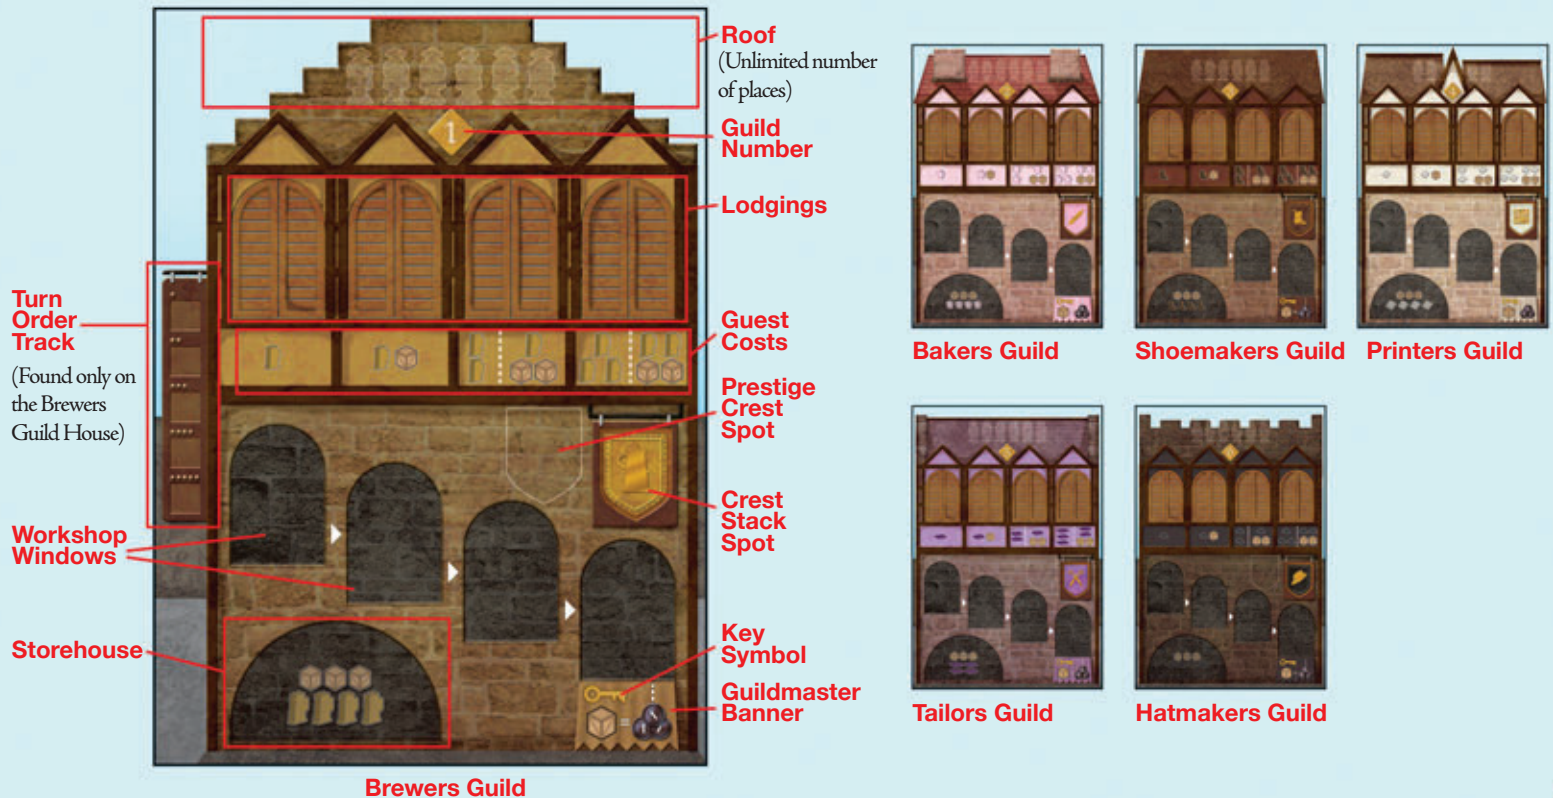 Roof
(Unlimited number
of places)
Guild
Number
1
Lodgings
Turn
Order
Track
(Found only on
the Brewers
Guild House)
Guest
Costs
Prestige
Crest
Spot
Crest
Stack
Spot
Workshop
Windows
Storehouse
Key
Symbol
Guildmaster
Banner
=
Brewers Guild
Bakers Guild
Shoemakers Guild
Printers Guild
Tailors Guild
Hatmakers Guild